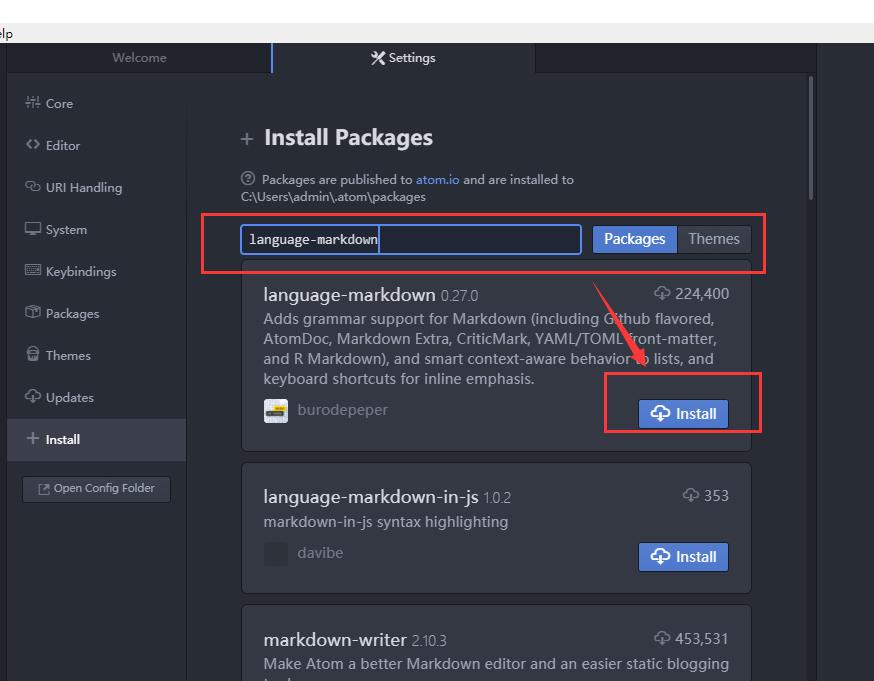 elp
Welcome
Settings
Core
Editor
URI Handling
System
Keybindings
Packages
Themes
Updates
Install
Open Config Folder
Install Packages
Packages are published to atom.io and are installed to
C:\Users\admin\.atom\packages
language-markdown
Packages Themes
language-markdown 0.27.0 224,400
Adds grammar support for Markdown (including Github flavored,
AtomDoc, Markdown Extra, CriticMark, YAML/TOML front-matter,
and R Markdown), and smart context-aware behavior to lists, and
keyboard shortcuts for inline emphasis.
burodepeper
Install
language-markdown-in-js 1.0.2 353
markdown-in-js syntax highlighting
davibe
Install
markdown-writer 2.10.3 453,531
Make Atom a better Markdown editor and an easier static blogging